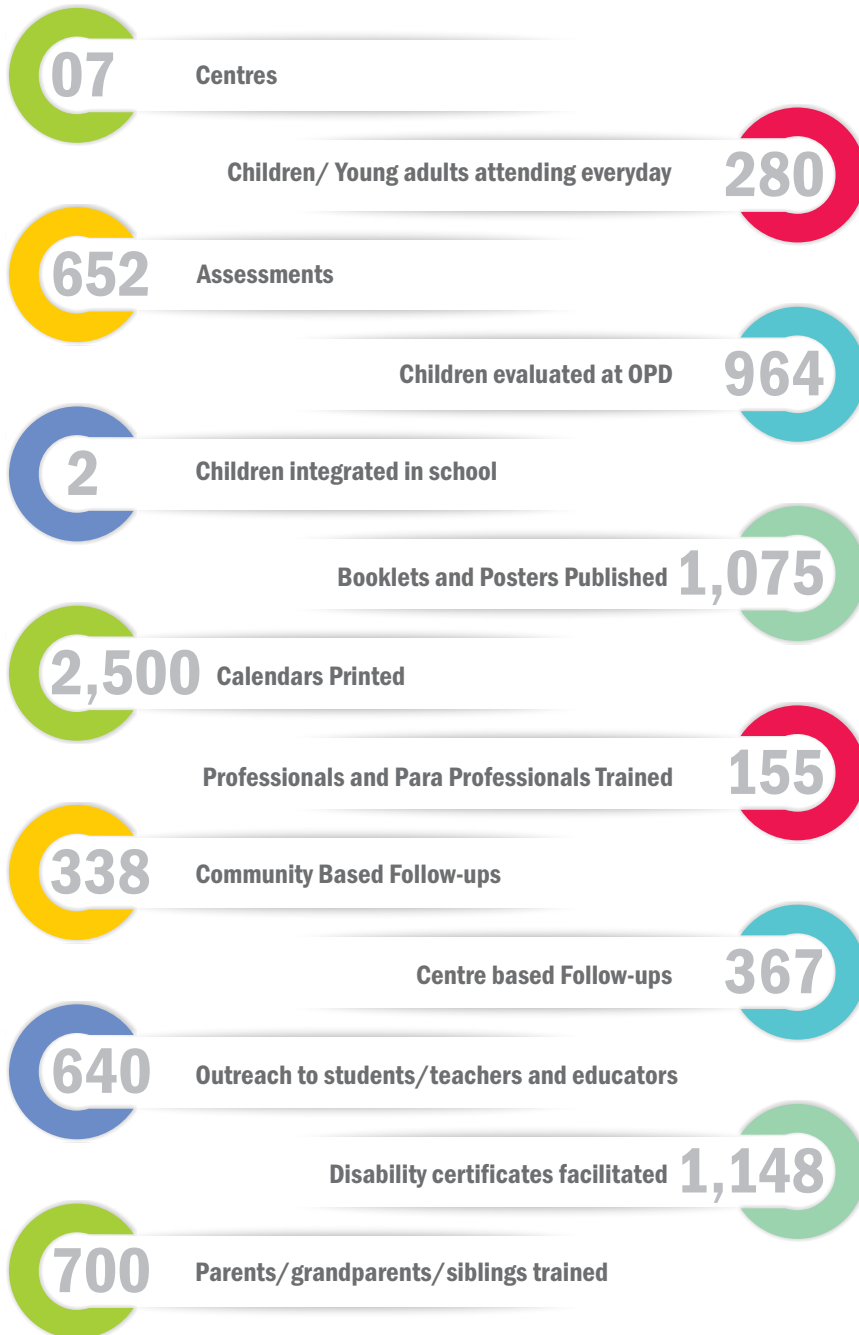 07 Centres
Children/ Young adults attending everyday 280
652 Assessments
Children evaluated at OPD 964
2 Children integrated in school
Booklets and Posters Published 1,075
2,500 Calendars Printed
Professionals and Para Professionals Trained 155
338 Community Based Follow-ups
Centre based Follow-ups 367
640 Outreach to students/teachers and educators
Disability certificates facilitated 1,148
700 Parents/grandparents/siblings trained